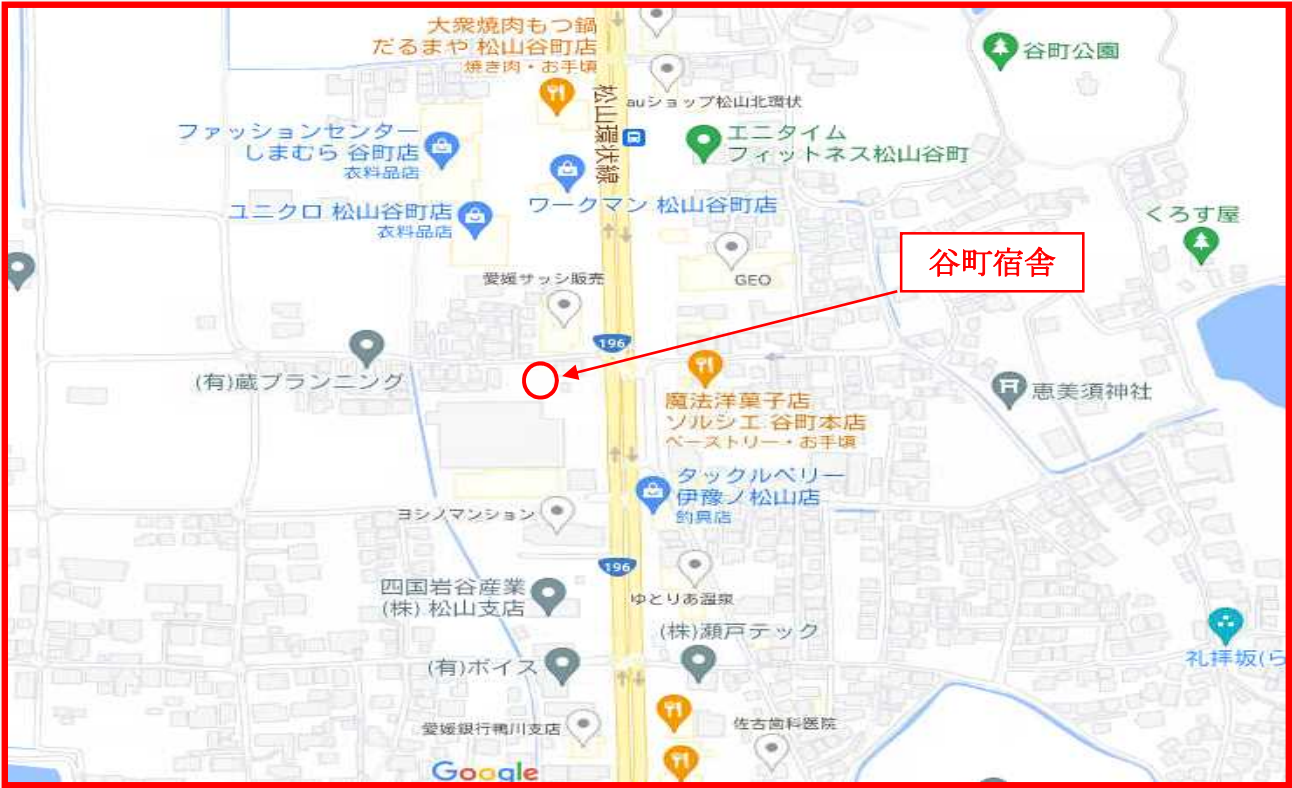 大衆焼肉もつ鍋
だるまや 松山谷町店
焼き肉・お手頃
谷町公園
auショップ松山北環状
松山環状線
ファッションセンター
しまむら 谷町店
衣料品店
エニタイム
フィットネス松山谷町
ユニクロ 松山谷町店
衣料品店
ワークマン 松山谷町店
くろす屋
谷町宿舎
愛媛サッシ販売
GEO
196
(有)蔵プランニング
魔法洋菓子店
ソルシエ 谷町本店
ペーストリー・お手頃
恵美須神社
タックルベリー
伊豫ノ松山店
釣具店
ヨシノマンション
196
四国岩谷産業
(株) 松山支店
ゆとりあ温泉
(株)瀬戸テック
(有)ボイス
礼拝坂(ら
愛媛銀行鴨川支店
佐古歯科医院
Google